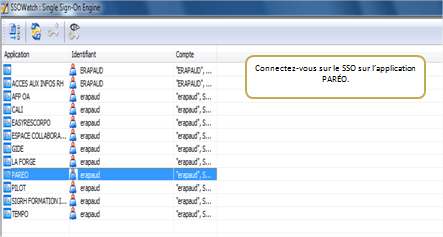 SSOWatch : Single Sign-On Engine
Application Identifiant Compte
ERAPAUD "ERAPAUD", ...
ACCES AUX INFOS RH ERAPAUD "ERAPAUD", ...
APP OA erapaud "erapaud", S...
CALI erapaud "erapaud", S...
EASYRESCORPO erapaud "erapaud", S...
ESPACE COLLABORA... erapaud "erapaud", S...
GIDE erapaud "erapaud", S...
LA FORGE erapaud "erapaud", S...
PAREO erapaud "erapaud", S...
PILOT erapaud "erapaud", S...
SIGRH FORMATION I... erapaud "erapaud", S...
TEMPO erapaud "erapaud", S...
Connectez-vous sur le SSO sur l'application
PARÉO.